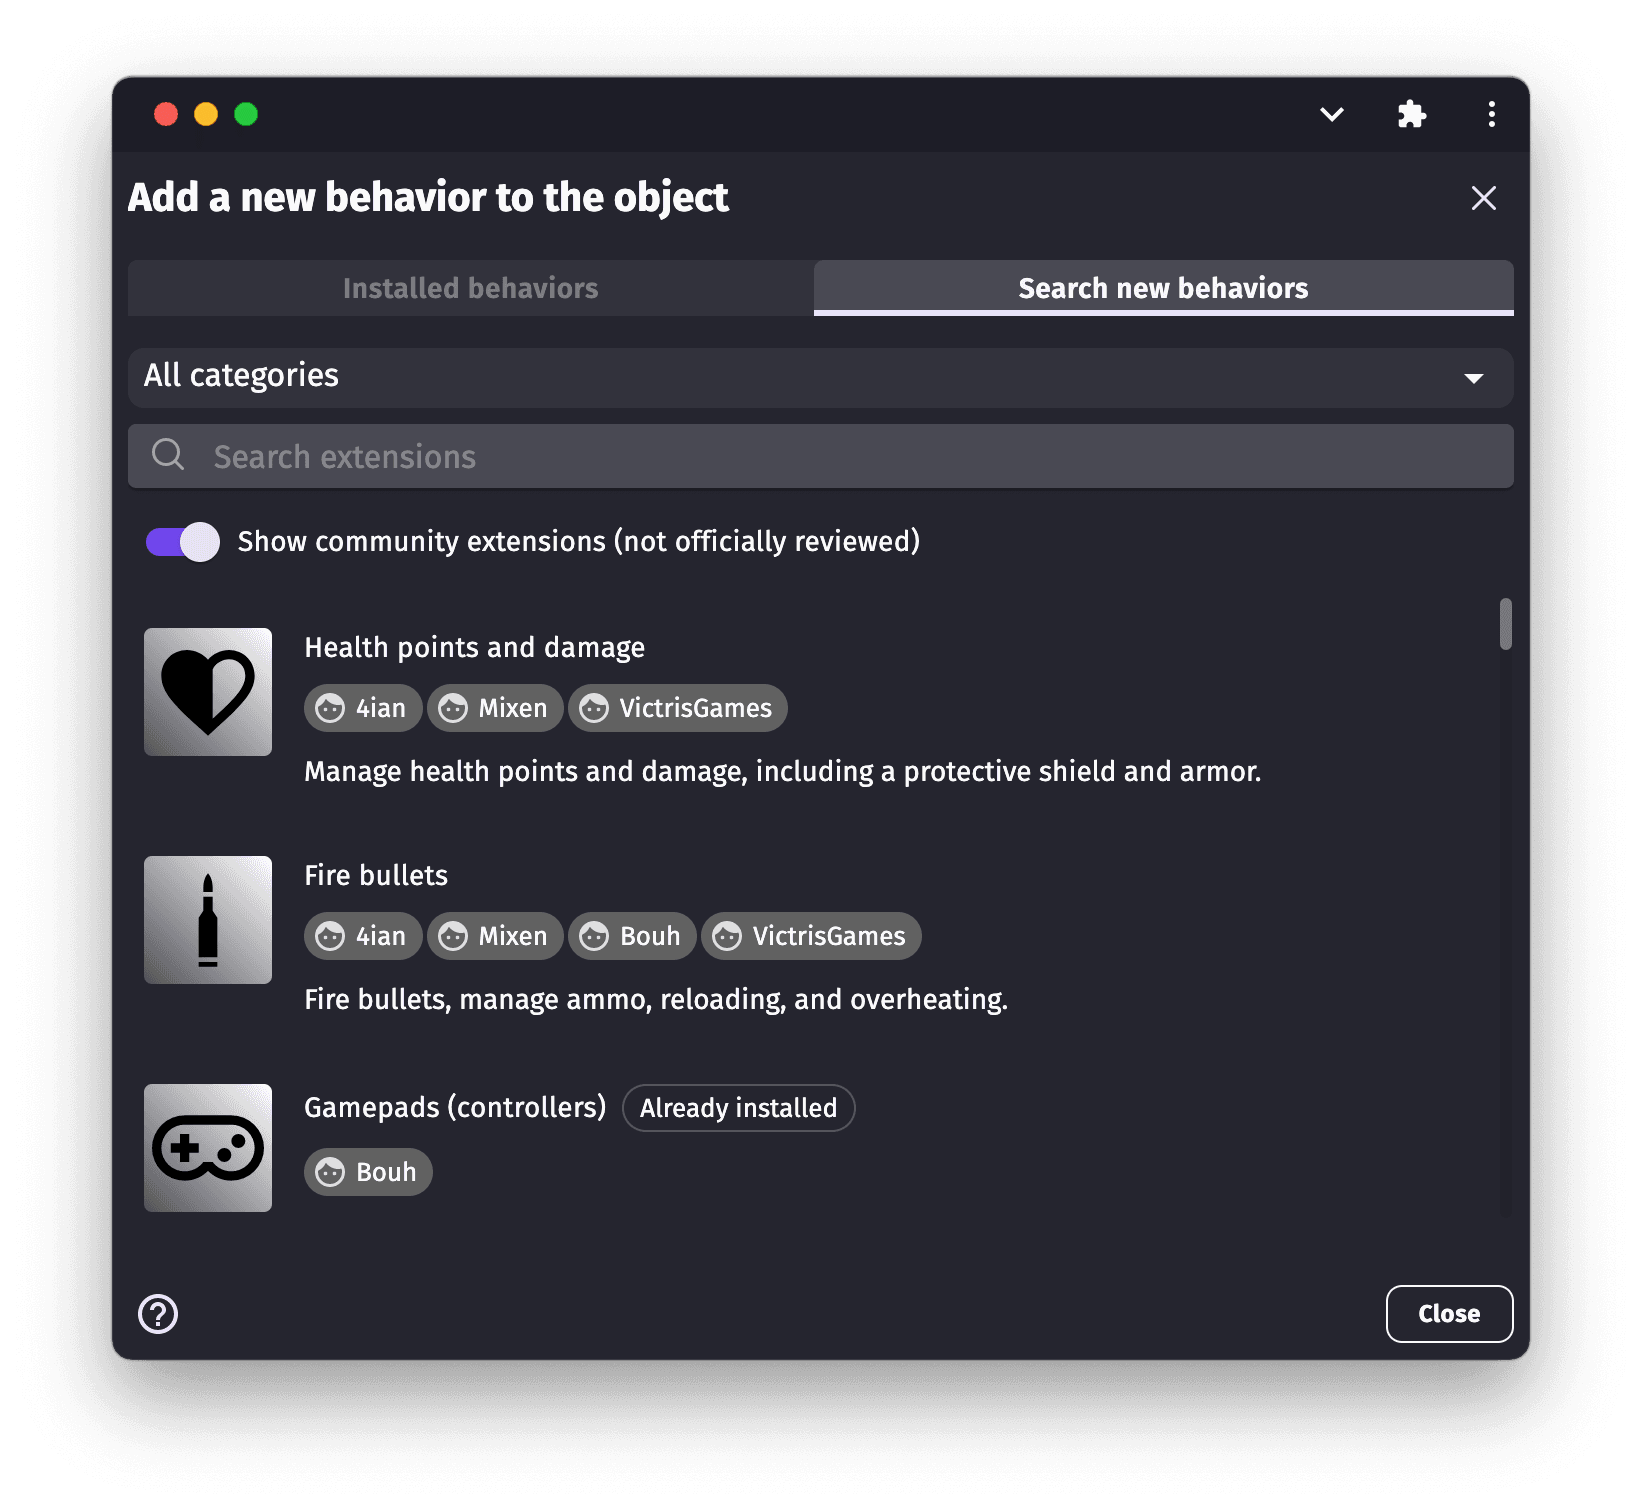 Add a new behavior to the object
Installed behaviors
Search new behaviors
All categories
Search extensions
Show community extensions (not officially reviewed)
Health points and damage
4ian Mixen VictrisGames
Manage health points and damage, including a protective shield and armor.
Fire bullets
4ian Mixen Bouh VictrisGames
Fire bullets, manage ammo, reloading, and overheating.
Gamepads (controllers) Already installed
Bouh
Close